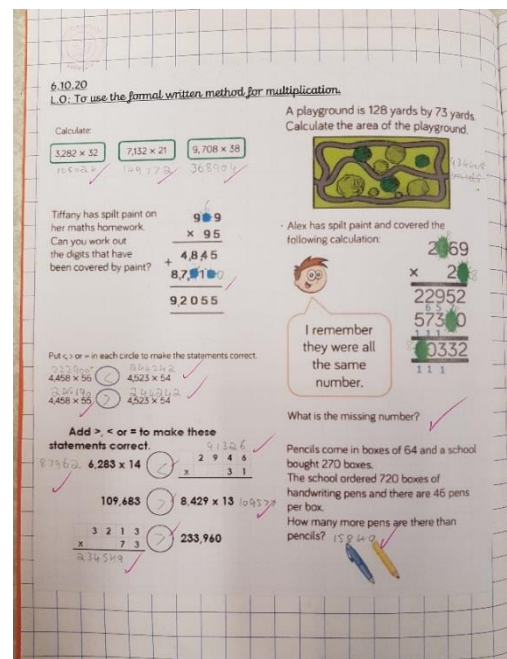 6.10.20
L.O: To use the formal written method for multiplication.
Calculate:
3,282 × 32
7,132 × 21
9,708 × 38
368904
Tiffany has spilt paint on
her maths homework.
Can you work out
the digits that have
been covered by paint?
6
9 9
× 95
4,845
+
8,7 1
92055
Put <, > or = in each circle to make the statements correct.
4,458 × 56 < 4,523 × 54
4,458 × 55 > 4,523 × 54
Add >, < or = to make these
statements correct.
91326
87962 6,283 × 14 < 2 9 4 6
× 3 1
109,683 > 8,429 × 13
3 2 1 3
× 7 3
234549
> 233,960
A playground is 128 yards by 73 yards.
Calculate the area of the playground.
Alex has spilt paint and covered the
following calculation:
2 69
× 2
22952
573 0
0332
1 1 1
I remember
they were all
the same
number.
What is the missing number?
Pencils come in boxes of 64 and a school
bought 270 boxes.
The school ordered 720 boxes of
handwriting pens and there are 46 pens
per box.
How many more pens are there than
pencils? 15840